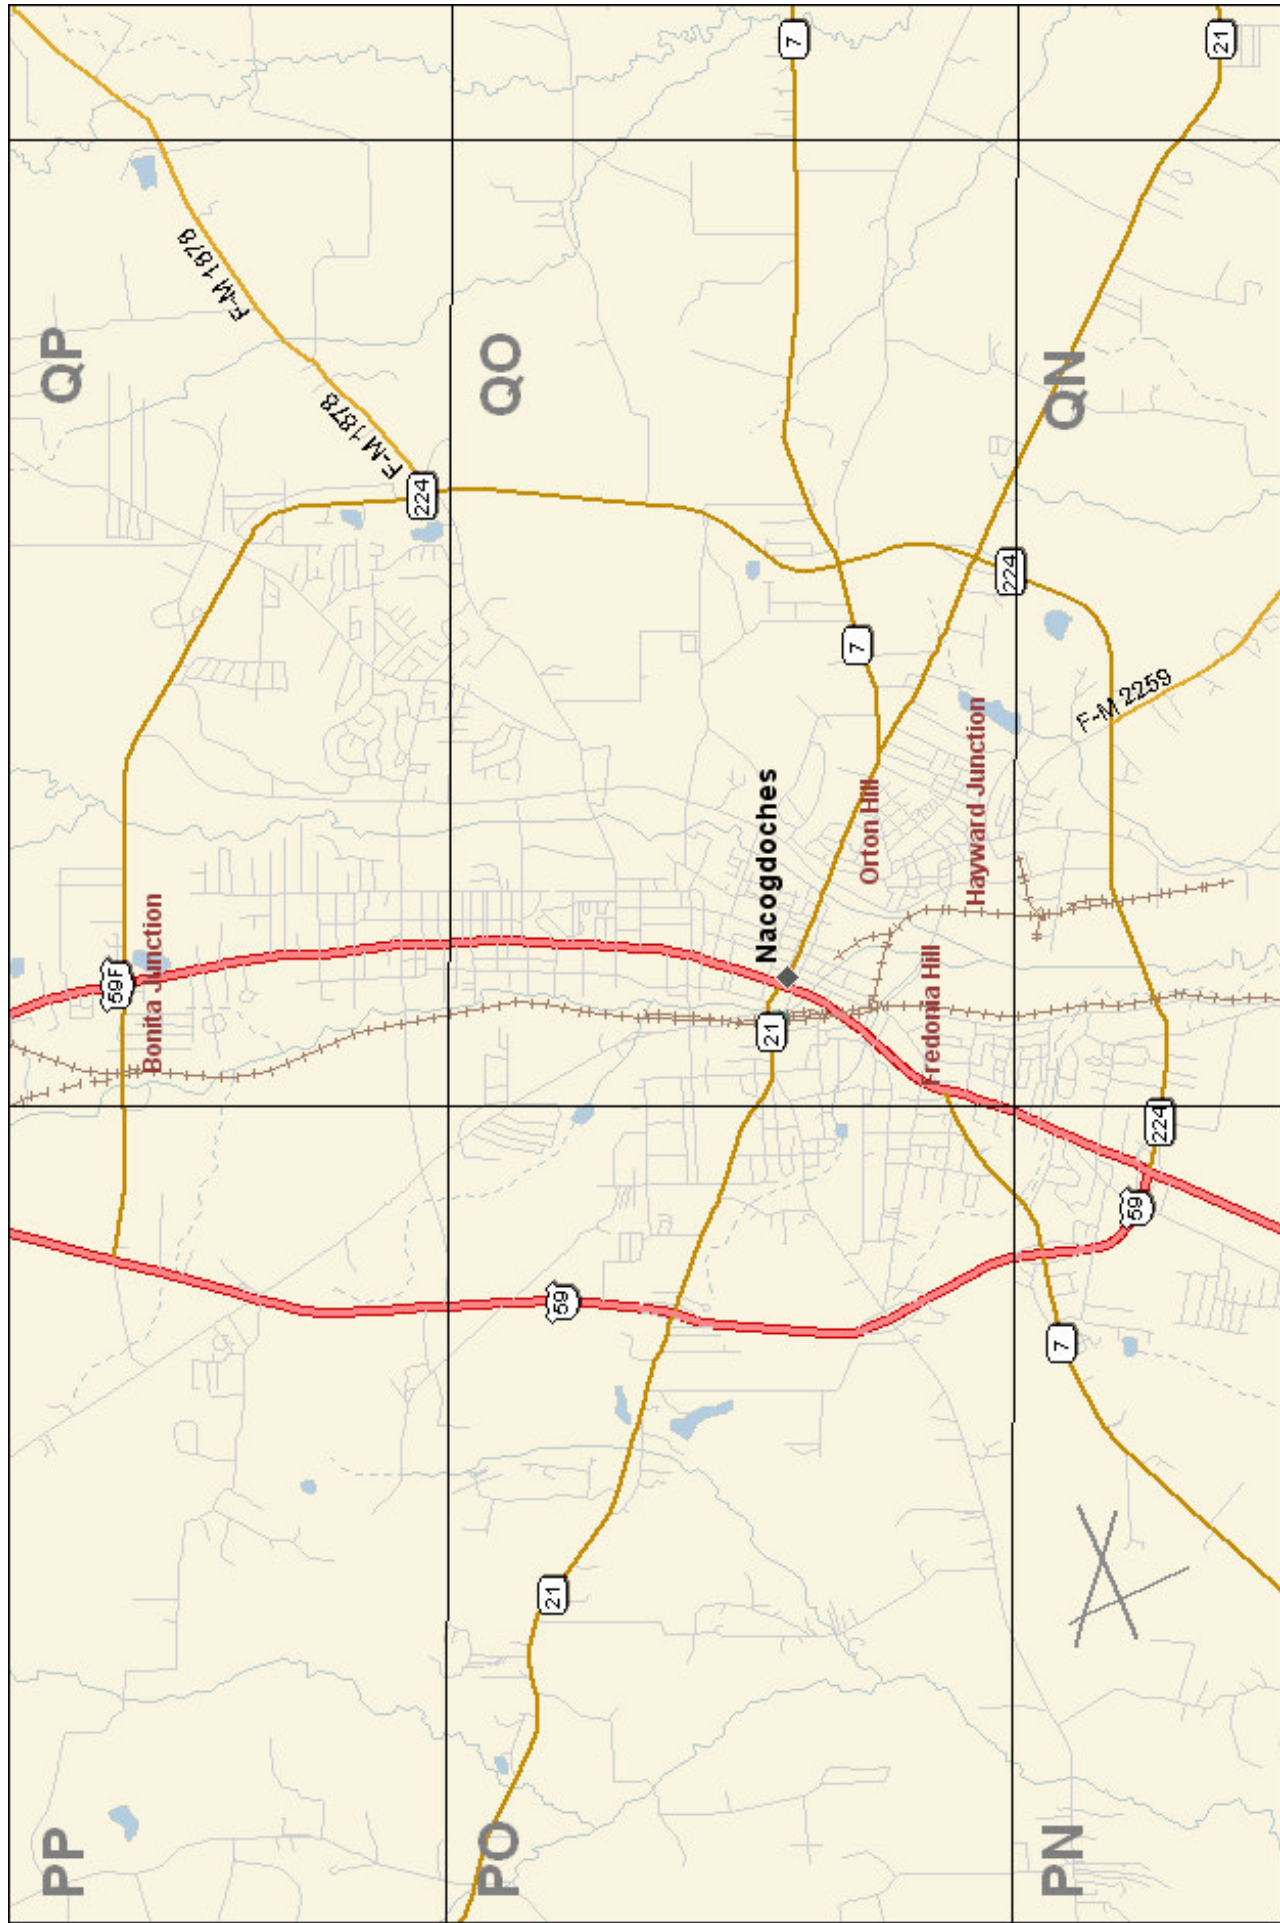 PP
QP
59F
Bonita Junction
F-M 1878
F-M 1878
224
PO
QO
21
59
21
Nacogdoches
7
7
Orton Hill
Fredonia Hill
Hayward Junction
224
PN
7
QN
F-M 2259
59
224
21